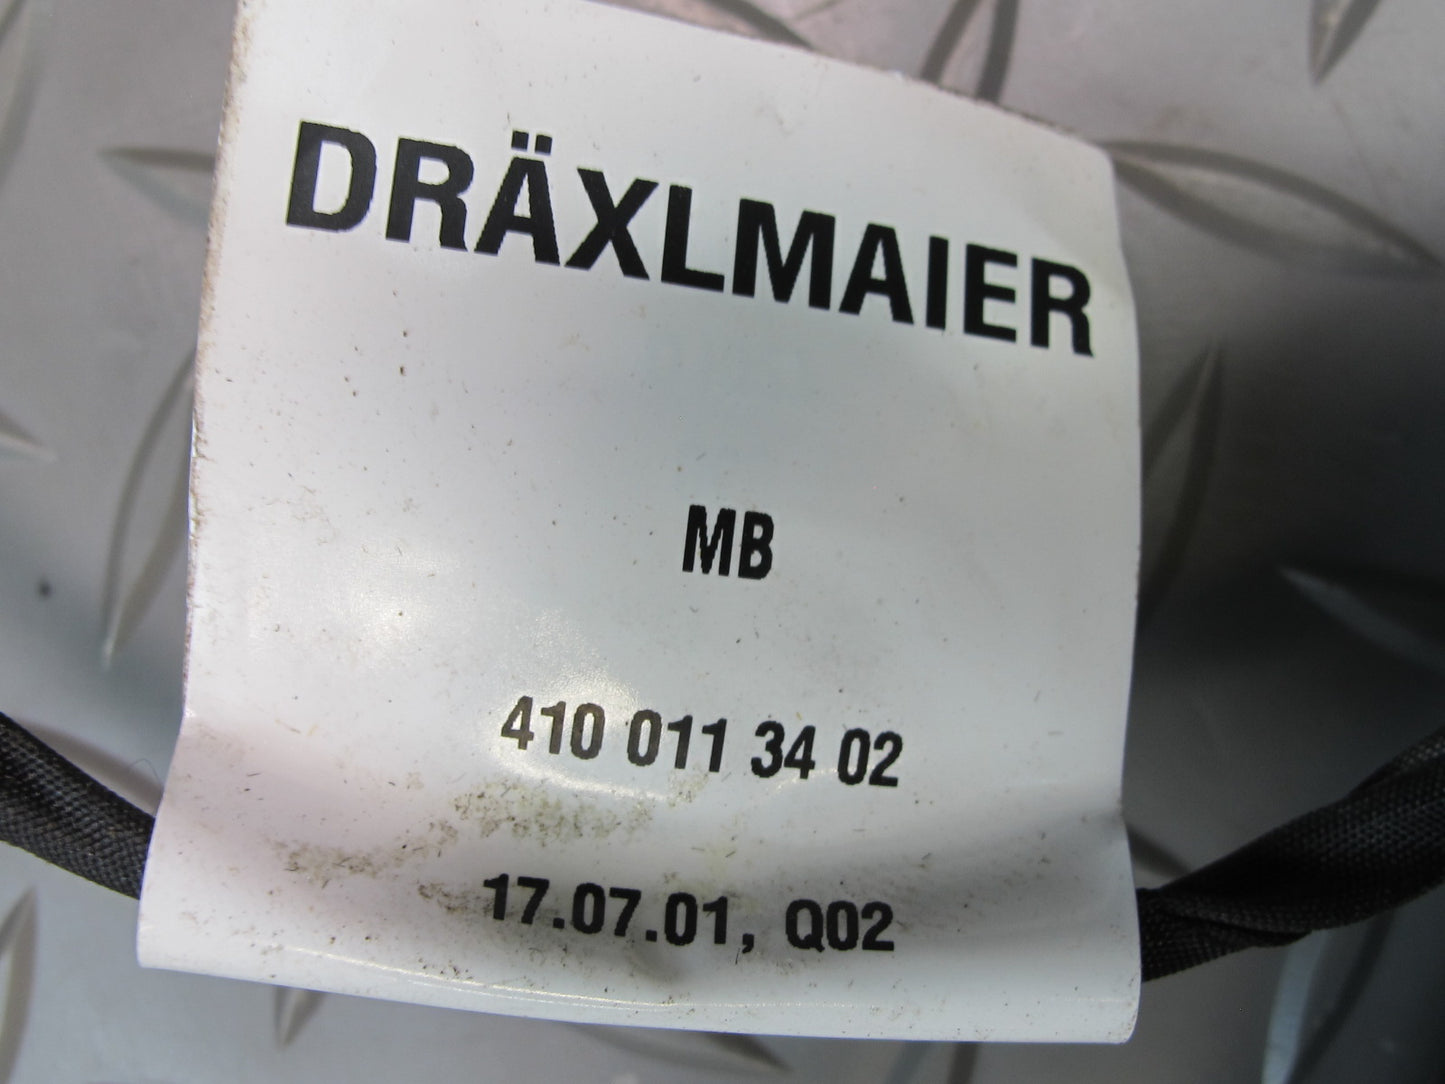 DRÄXLMAIER
MB
410 011 34 02
17.07.01, Q02